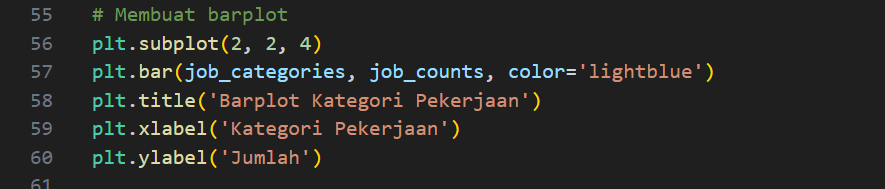 55 # Membuat barplot
56 plt.subplot(2, 2, 4)
57 plt.bar(job_categories, job_counts, color='lightblue')
58 plt.title('Barplot Kategori Pekerjaan')
59 plt.xlabel('Kategori Pekerjaan')
60 plt.ylabel('Jumlah')
61